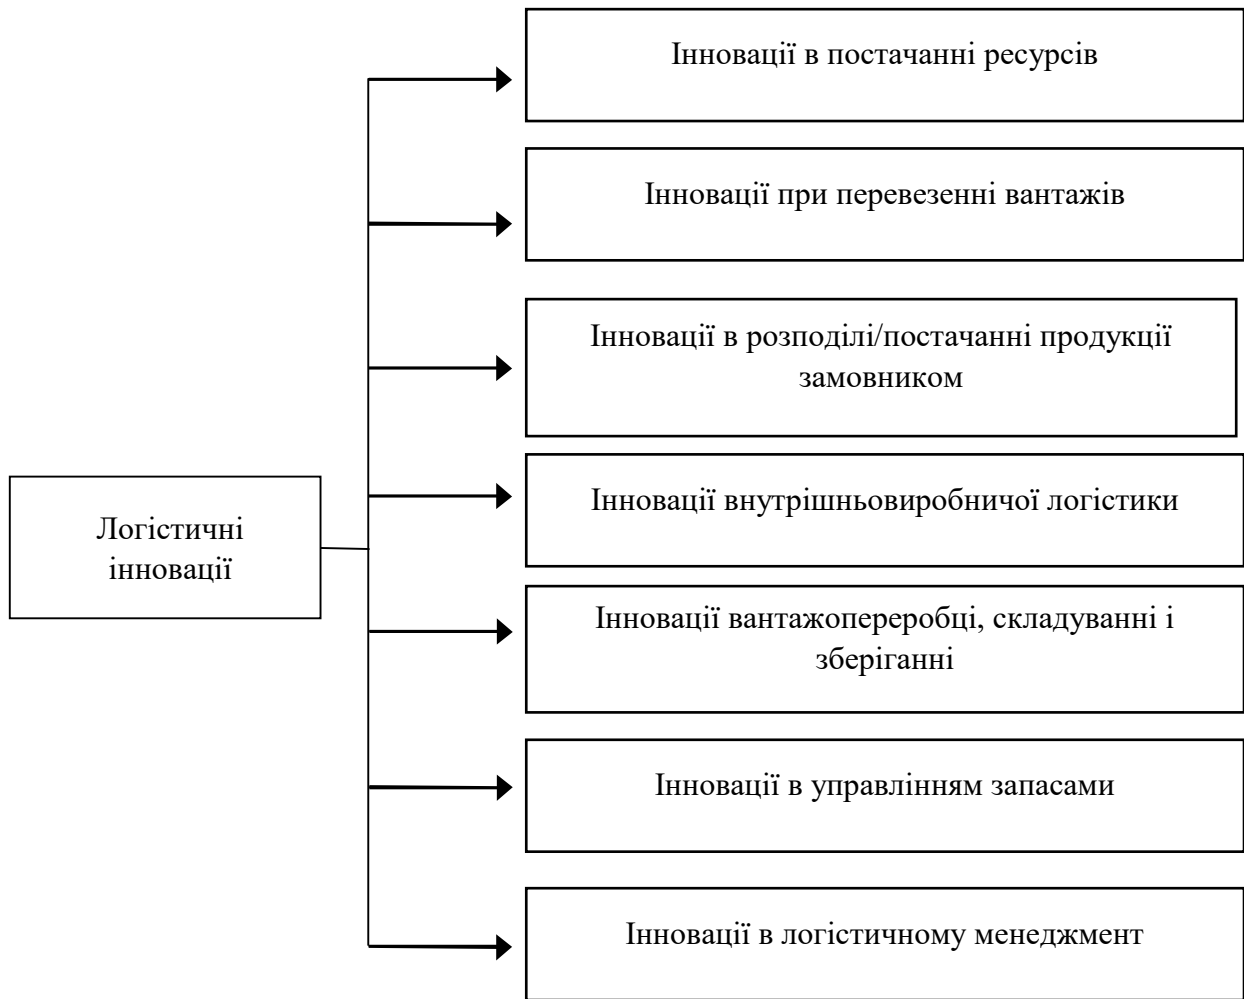 Інновації в постачанні ресурсів
Інновації при перевезенні вантажів
Інновації в розподілі/постачанні продукції
замовником
Інновації внутрішньовиробничої логістики
Логістичні
інновації
Інновації вантажопереробці, складуванні і
зберіганні
Інновації в управлінням запасами
Інновації в логістичному менеджмент